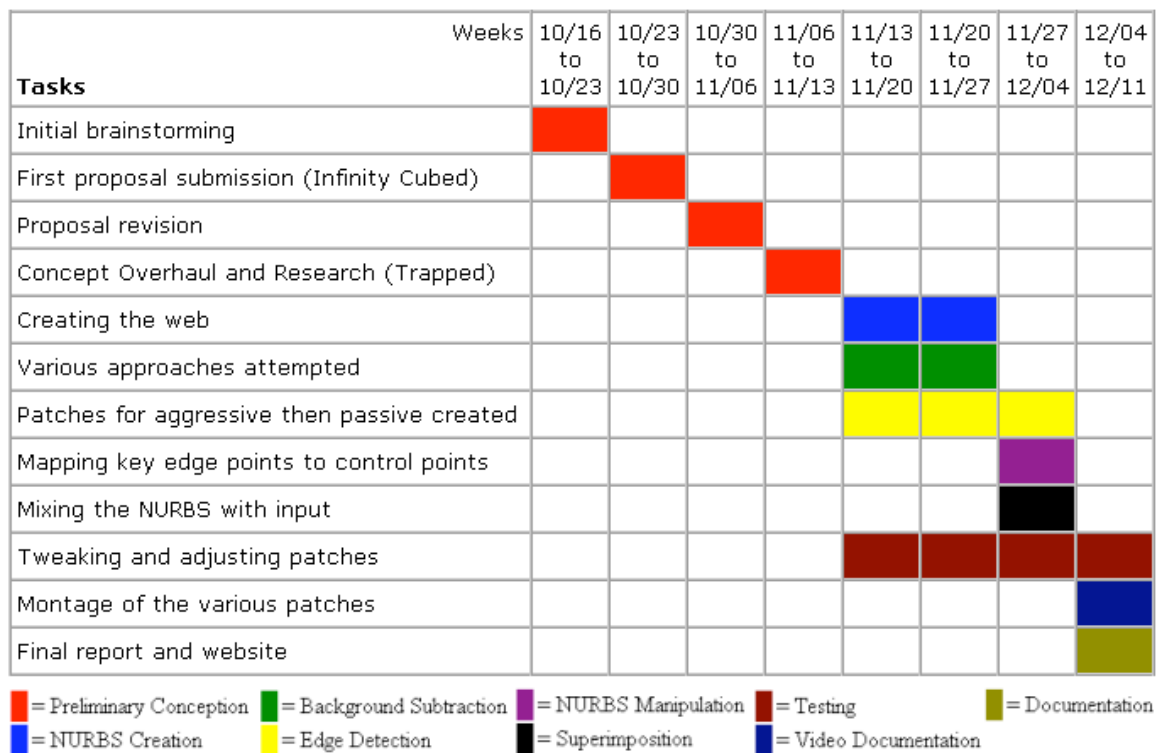 Weeks 10/16 10/23 10/30 11/06 11/13 11/20 11/27 12/04
to to to to to to to to
Tasks 10/23 10/30 11/06 11/13 11/20 11/27 12/04 12/11
Initial brainstorming
First proposal submission (Infinity Cubed)
Proposal revision
Concept Overhaul and Research (Trapped)
Creating the web
Various approaches attempted
Patches for aggressive then passive created
Mapping key edge points to control points
Mixing the NURBS with input
Tweaking and adjusting patches
Montage of the various patches
Final report and website
= Preliminary Conception = Background Subtraction = NURBS Manipulation = Testing = Documentation
= NURBS Creation = Edge Detection = Superimposition = Video Documentation